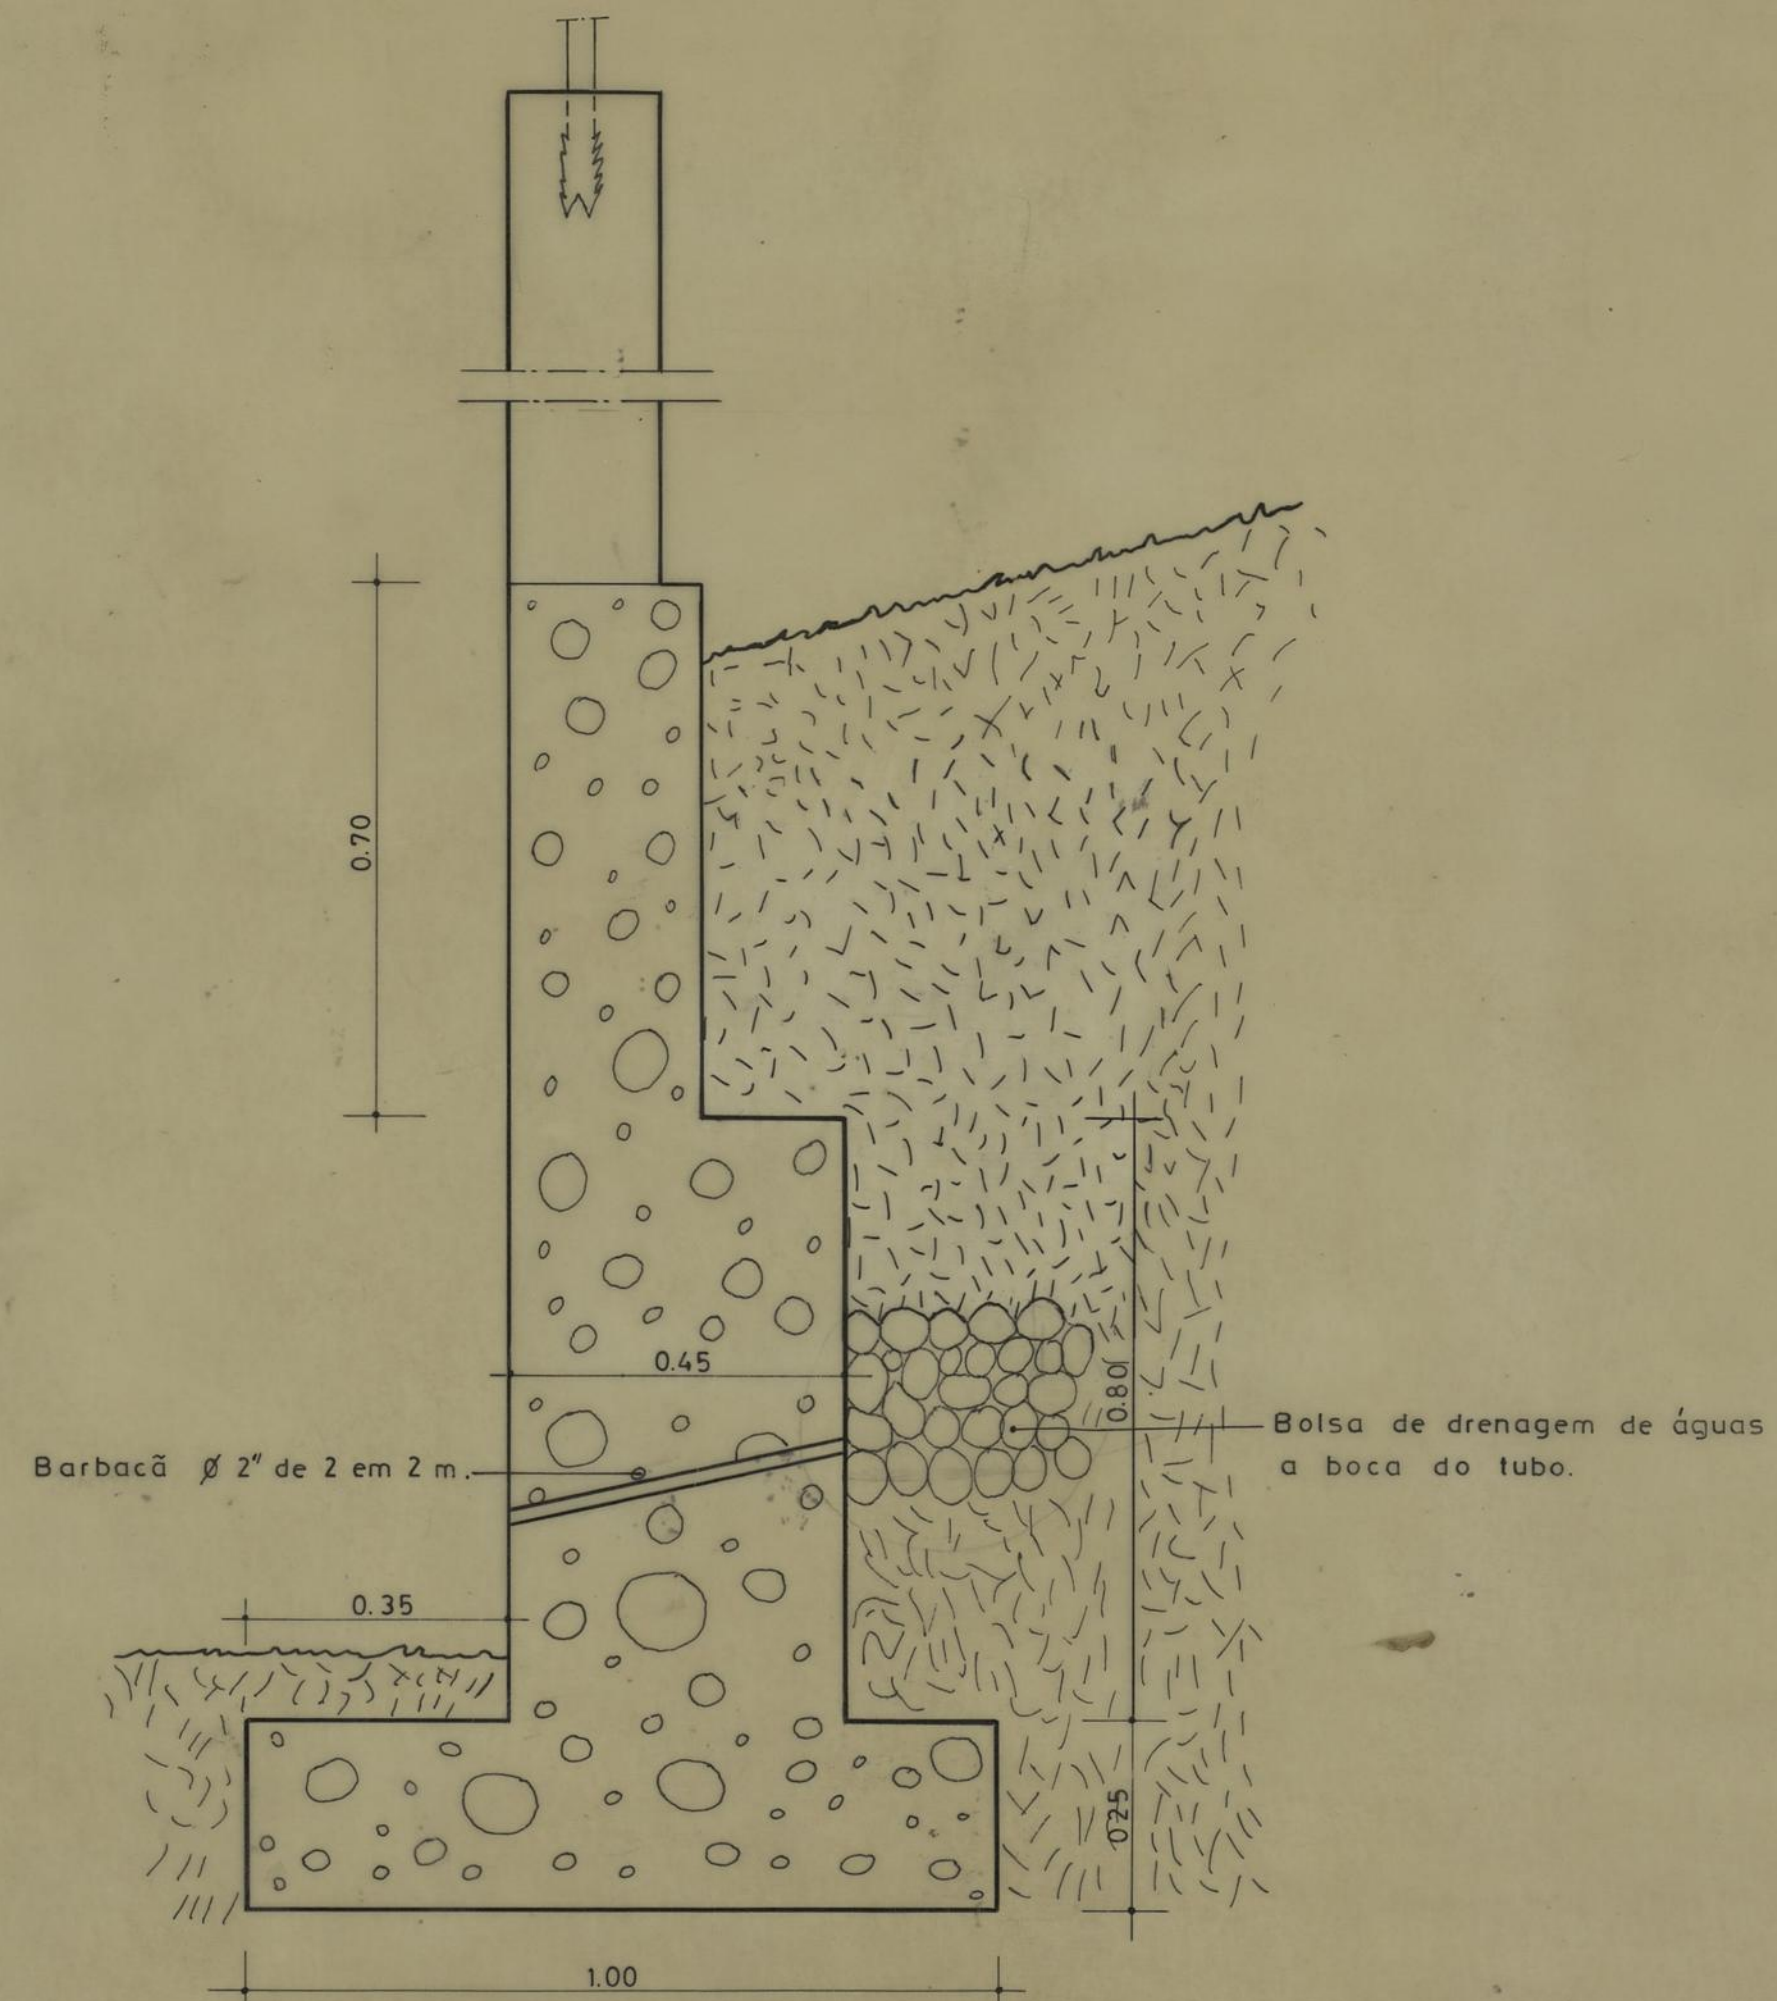 0.70
0.45
0.80
Barbacã Ø 2" de 2 em 2 m.
Bolsa de drenagem de águas
a boca do tubo.
0.35
0.25
1.00